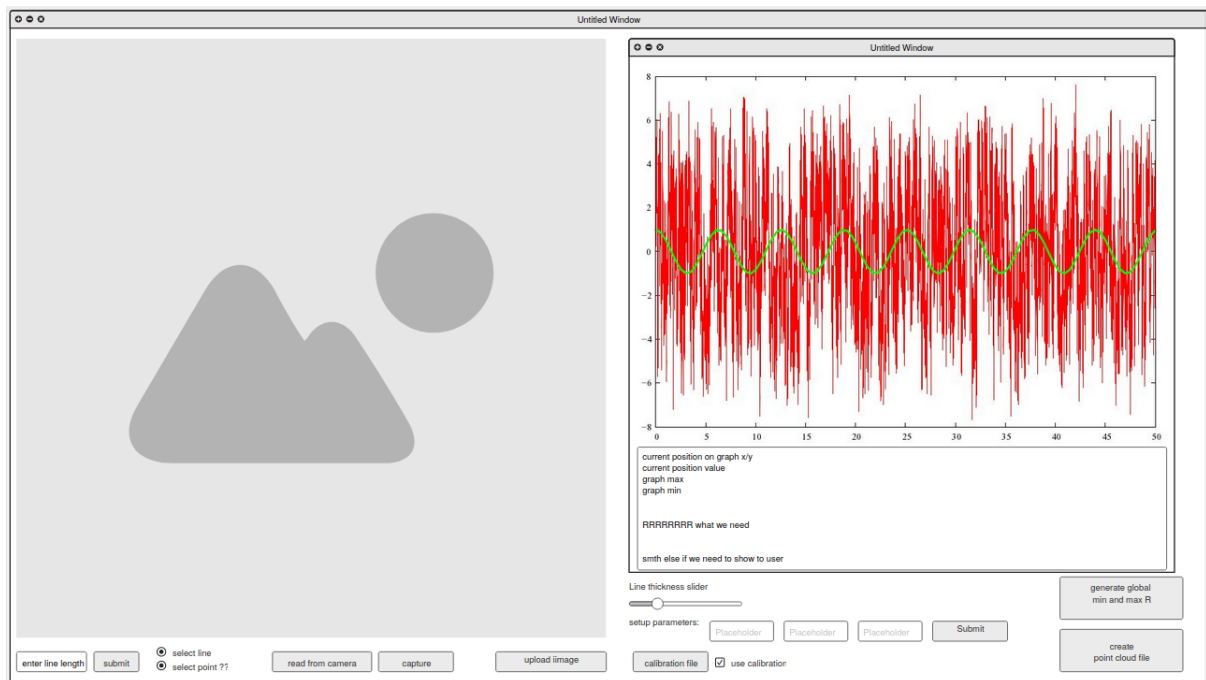 Untitled Window
Untitled Window
8
6
4
2
0
−2
−4
−6
−8
0 5 10 15 20 25 30 35 40 45 50
current position on graph x/y
current position value
graph max
graph min
RRRRRRRR what we need
smth else if we need to show to user
Line thickness slider
generate global
min and max R
setup parameters:
Placeholder
Placeholder
Placeholder
Submit
create
point cloud file
enter line length
submit
select line
select point ??
read from camera
capture
upload iimage
calibration file
use calibration